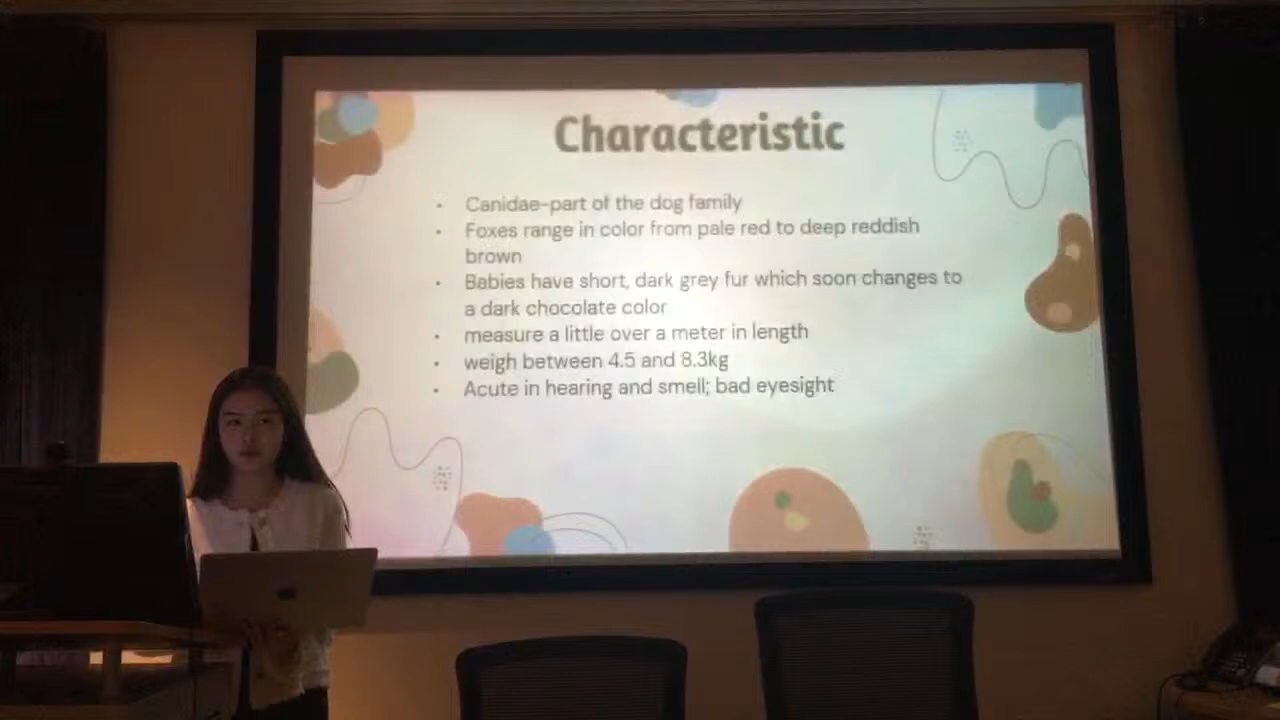 Characteristic
• Canidae-part of the dog family
• Foxes range in color from pale red to deep reddish
brown
• Babies have short, dark grey fur which soon changes to
a dark chocolate color
• measure a little over a meter in length
• weigh between 4.5 and 8.3kg
• Acute in hearing and smell; bad eyesight